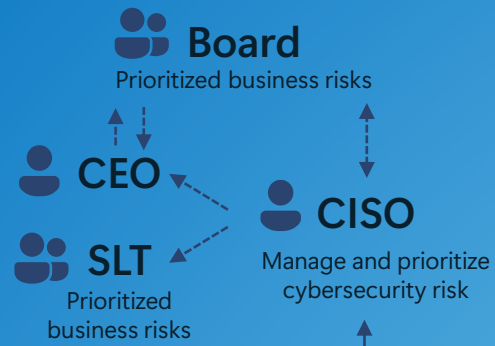 Board
Prioritized business risks
CEO
CISO
SLT
Manage and prioritize
cybersecurity risk
Prioritized
business risks